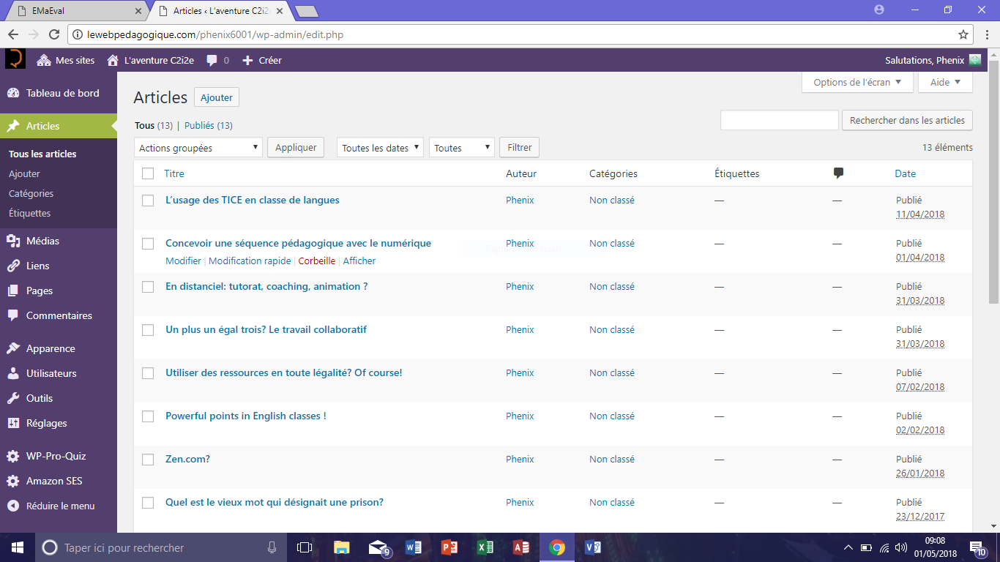 EMaEval
Articles ‹ L'aventure C2i2e
lewebpedagogique.com/phenix6001/wp-admin/edit.php
Mes sites L'aventure C2i2e 0 Créer Salutations, Phenix
Options de l'écran Aide
Tableau de bord
Articles
Tous les articles
Ajouter
Catégories
Étiquettes
Médias
Liens
Pages
Commentaires
Apparence
Utilisateurs
Outils
Réglages
WP-Pro-Quiz
Amazon SES
Réduire le menu
Articles Ajouter
Tous (13) | Publiés (13)
Rechercher dans les articles
Actions groupées Appliquer Toutes les dates Toutes Filtrer 13 éléments
Titre Auteur Catégories Étiquettes Date
L'usage des TICE en classe de langues Phenix Non classé — — Publié
11/04/2018
Concevoir une séquence pédagogique avec le numérique Phenix Non classé — — Publié
Modifier | Modification rapide | Corbeille | Afficher 01/04/2018
En distanciel: tutorat, coaching, animation ? Phenix Non classé — — Publié
31/03/2018
Un plus un égal trois? Le travail collaboratif Phenix Non classé — — Publié
31/03/2018
Utiliser des ressources en toute légalité? Of course! Phenix Non classé — — Publié
07/02/2018
Powerful points in English classes ! Phenix Non classé — — Publié
02/02/2018
Zen.com? Phenix Non classé — — Publié
26/01/2018
Quel est le vieux mot qui désignait une prison? Phenix Non classé — — Publié
23/12/2017
Taper ici pour rechercher
9
09:08
01/05/2018
10